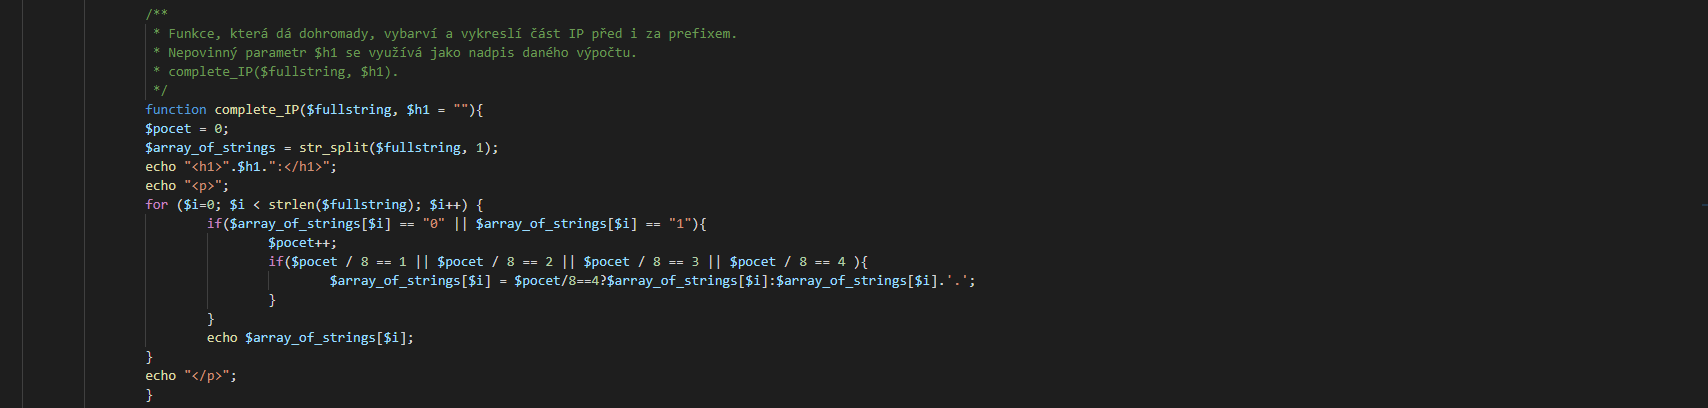 /**
* Funkce, která dá dohromady, vybarví a vykreslí část IP před i za prefixem.
* Nepovinný parametr $h1 se využívá jako nadpis daného výpočtu.
* complete_IP($fullstring, $h1).
*/
function complete_IP($fullstring, $h1 = ""){
$pocet = 0;
$array_of_strings = str_split($fullstring, 1);
echo "<h1>".$h1.":</h1>";
echo "<p>";
for ($i=0; $i < strlen($fullstring); $i++) {
if($array_of_strings[$i] == "0" || $array_of_strings[$i] == "1"){
$pocet++;
if($pocet / 8 == 1 || $pocet / 8 == 2 || $pocet / 8 == 3 || $pocet / 8 == 4 ){
$array_of_strings[$i] = $pocet/8==4?$array_of_strings[$i]:$array_of_strings[$i].'.';
}
}
echo $array_of_strings[$i];
}
echo "</p>";
}